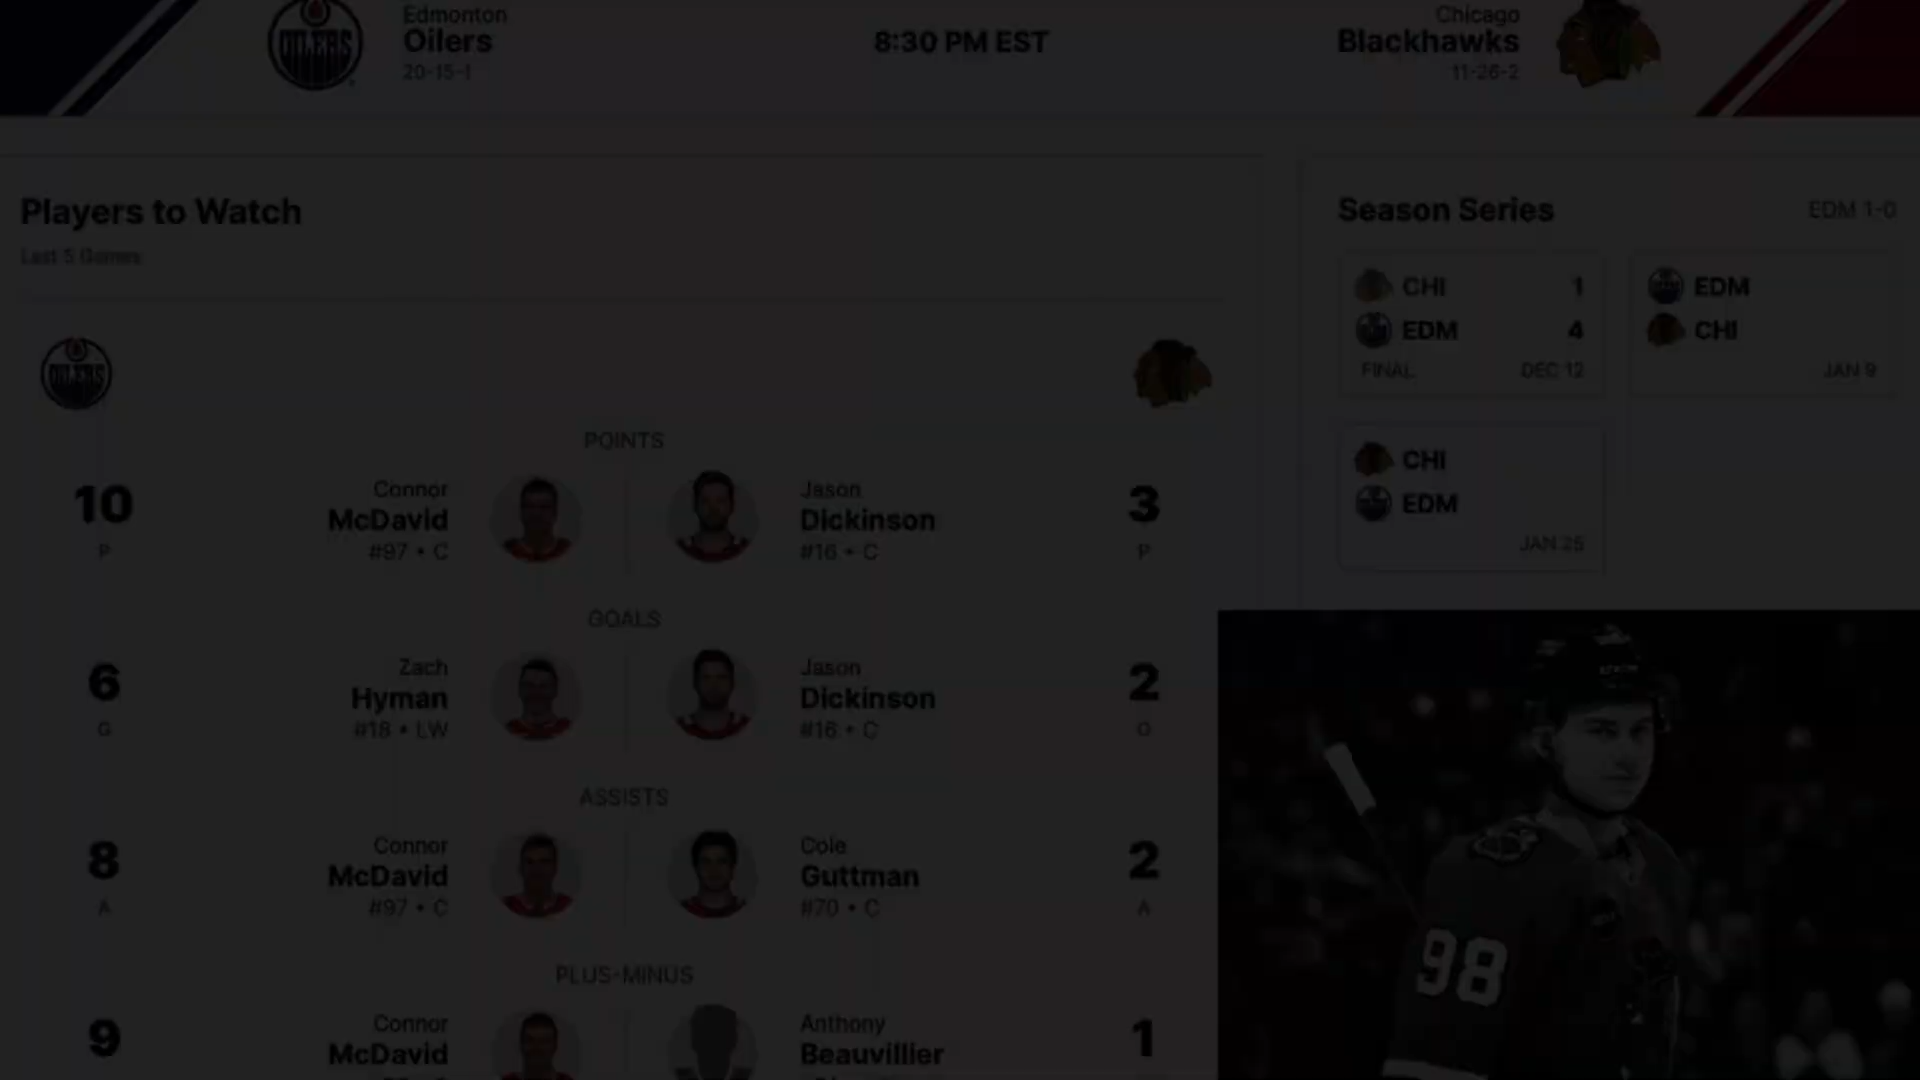 Edmonton
Oilers
20-15-1
OILERS
8:30 PM EST
Chicago
Blackhawks
11-26-2
Players to Watch
Last 5 Games
OILERS
POINTS
10
P
Connor
McDavid
#97 • C
Jason
Dickinson
#16 • C
3
P
GOALS
6
G
Zach
Hyman
#18 • LW
Jason
Dickinson
#16 • C
2
G
ASSISTS
8
A
Connor
McDavid
#97 • C
Cole
Guttman
#70 • C
2
A
PLUS-MINUS
9
Connor
McDavid
Anthony
Beauvillier
1
Season Series
EDM 1-0
CHI 1
EDM 4
FINAL DEC 12
EDM
CHI
JAN 9
CHI
EDM
JAN 25
98